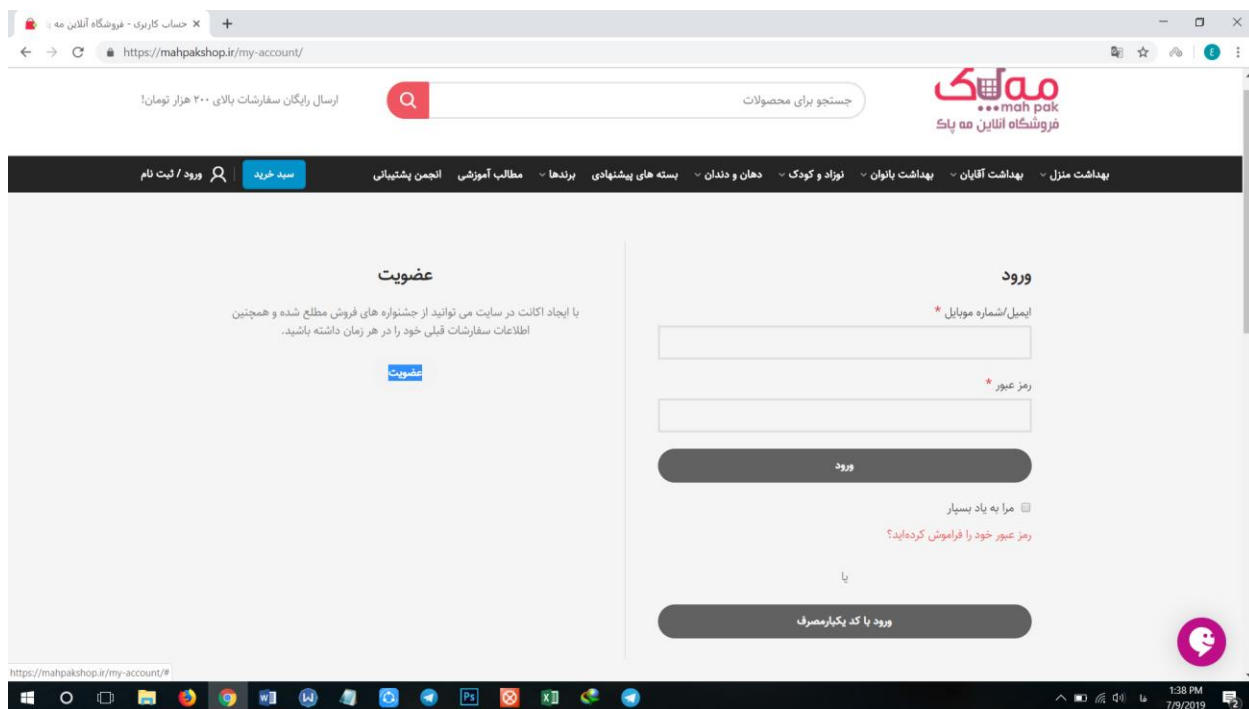 حساب کاربری - فروشگاه آنلاین مه
https://mahpakshop.ir/my-account/
مه پاک
mah pak
فروشگاه آنلاین مه پاک
جستجو برای محصولات
ارسال رایگان سفارشات بالای ۲۰۰ هزار تومان!
بهداشت منزل بهداشت آقایان بهداشت بانوان نوزاد و کودک دهان و دندان بسته های پیشنهادی برندها مطالب آموزشی انجمن پشتیبانی سبد خرید ورود / ثبت نام
ورود
ایمیل/شماره موبایل *
رمز عبور *
ورود
مرا به یاد بسپار
رمز عبور خود را فراموش کرده‌اید؟
یا
ورود با کد یکبارمصرف
عضویت
با ایجاد اکانت در سایت می توانید از جشنواره های فروش مطلع شده و همچنین
اطلاعات سفارشات قبلی خود را در هر زمان داشته باشید.
عضویت
https://mahpakshop.ir/my-account/#
فا
1:38 PM
7/9/2019